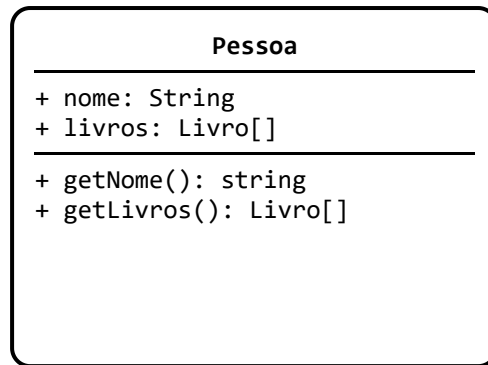 Pessoa
+ nome: String
+ livros: Livro[]
+ getNome(): string
+ getLivros(): Livro[]